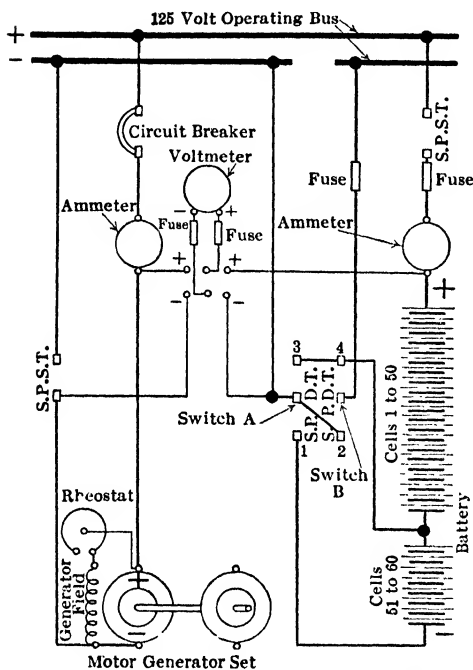 125 Volt Operating Bus
+
-
Circuit Breaker
Voltmeter
S.P.S.T.
Fuse
Fuse
Ammeter
- +
Fuse
Fuse
Ammeter
+ +
- -
+
S.P.S.T.
3 4
S.P.D.T.
S.P.D.T.
Switch A
1 2
Switch
B
Cells 1 to 50
Battery
Rheostat
Generator
Field
+
-
Cells
51 to 60
-
Motor Generator Set